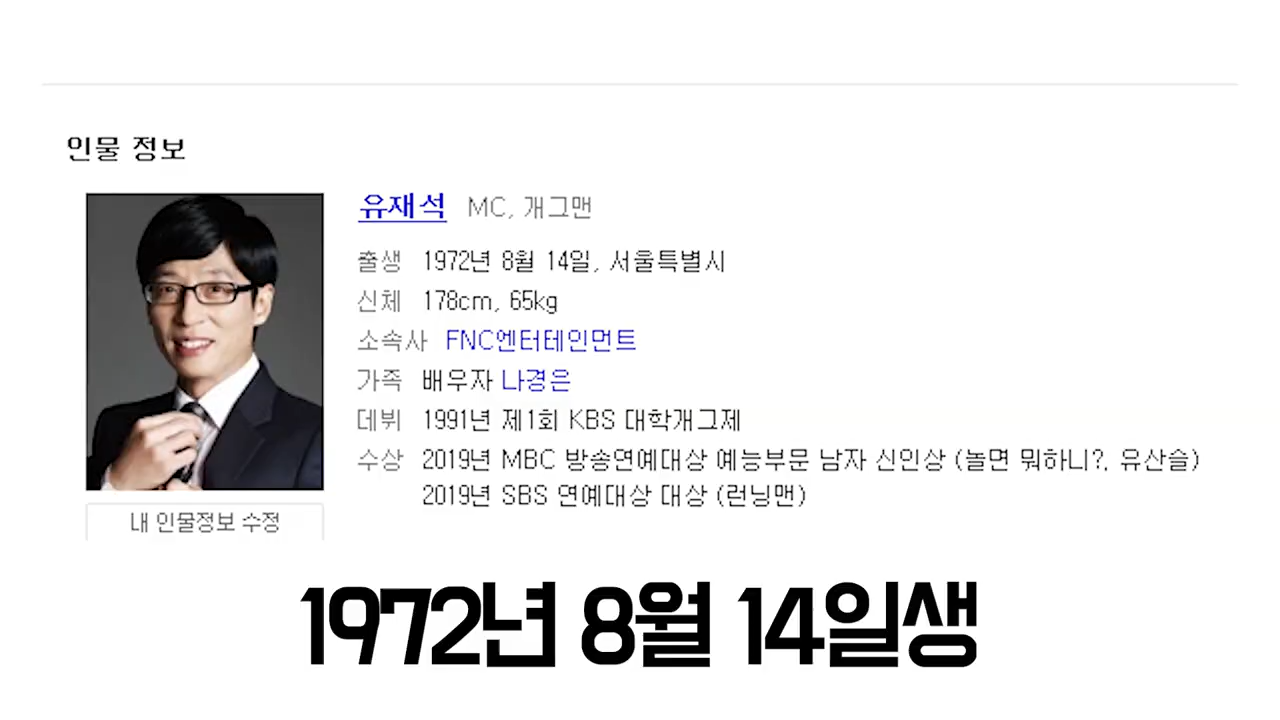 인물 정보
유재석 MC, 개그맨
출생 1972년 8월 14일, 서울특별시
신체 178cm, 65kg
소속사 FNC엔터테인먼트
가족 배우자 나경은
데뷔 1991년 제1회 KBS 대학개그제
수상 2019년 MBC 방송연예대상 예능부문 남자 신인상 (놀면 뭐하니?, 유산슬)
2019년 SBS 연예대상 대상 (런닝맨)
내 인물정보 수정
1972년 8월 14일생